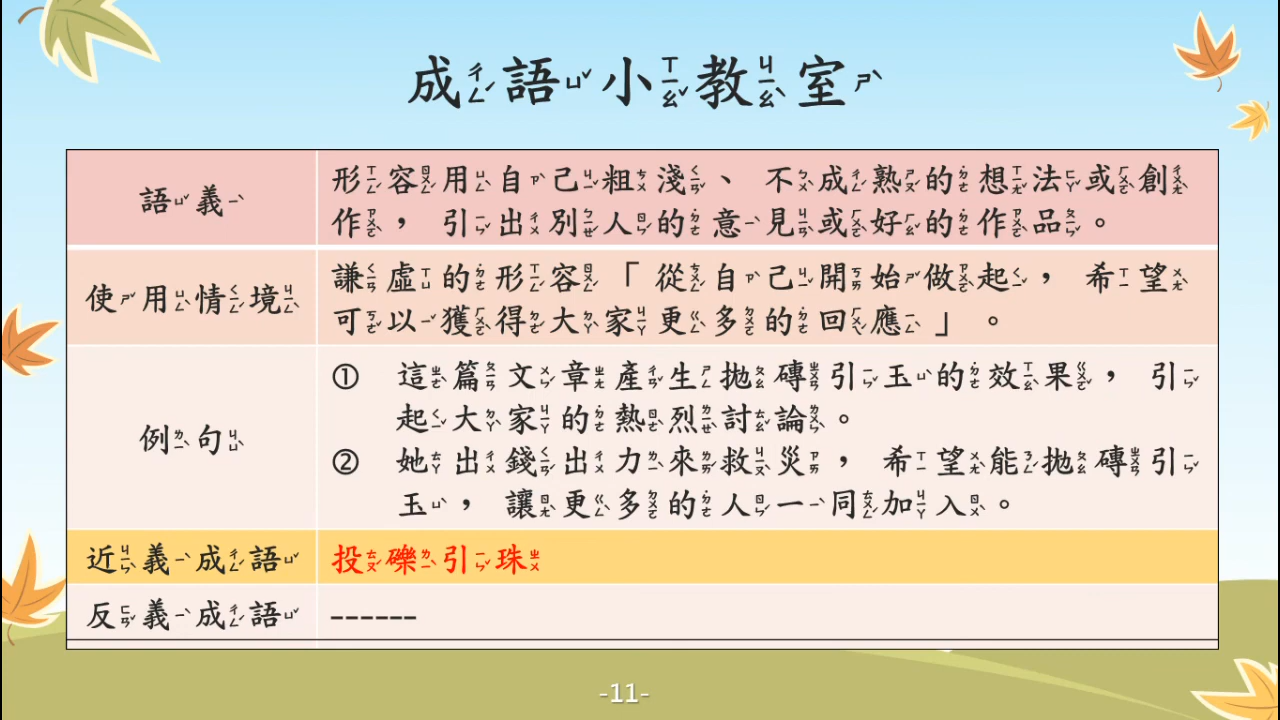 成語小教室
語義
形容用自己粗淺、不成熟的想法或創
作，引出別人的意見或好的作品。
使用情境
謙虛的形容「從自己開始做起，希望
可以獲得大家更多的回應」。
例句
① 這篇文章產生拋磚引玉的效果，引
起大家的熱烈討論。
② 她出錢出力來救災，希望能拋磚引
玉，讓更多的人一同加入。
近義成語
投礫引珠
反義成語
------
-11-